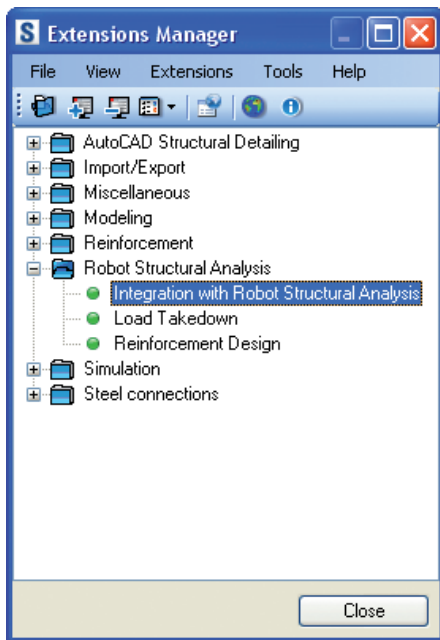 S Extensions Manager
File View Extensions Tools Help
AutoCAD Structural Detailing
Import/Export
Miscellaneous
Modeling
Reinforcement
Robot Structural Analysis
Integration with Robot Structural Analysis
Load Takedown
Reinforcement Design
Simulation
Steel connections
Close